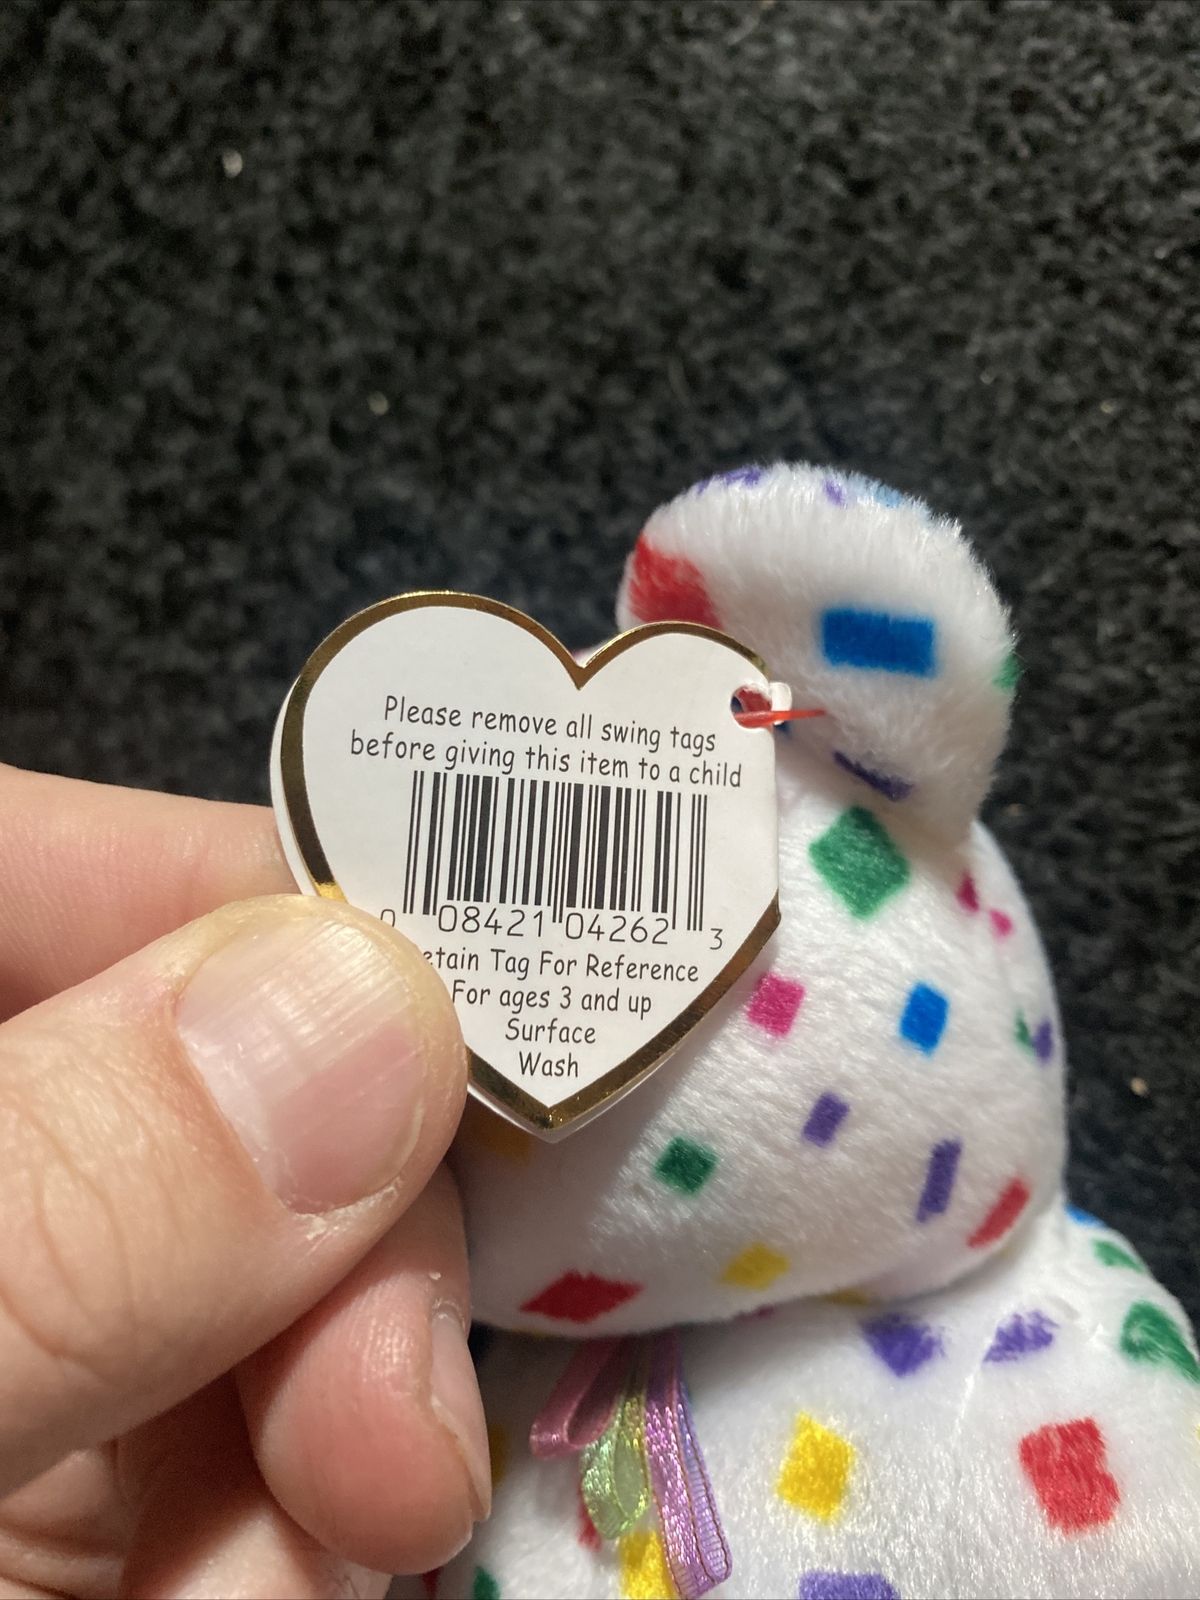 Please remove all swing tags
before giving this item to a child
0 08421 04262 3
etain Tag For Reference
For ages 3 and up
Surface
Wash